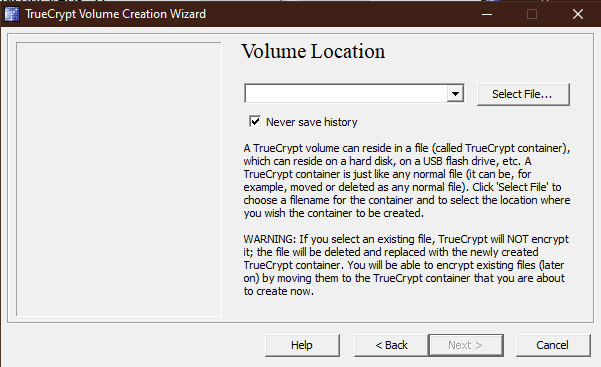 TrueCrypt Volume Creation Wizard
Volume Location
Select File...
Never save history
A TrueCrypt volume can reside in a file (called TrueCrypt container),
which can reside on a hard disk, on a USB flash drive, etc. A
TrueCrypt container is just like any normal file (it can be, for
example, moved or deleted as any normal file). Click 'Select File' to
choose a filename for the container and to select the location where
you wish the container to be created.
WARNING: If you select an existing file, TrueCrypt will NOT encrypt
it; the file will be deleted and replaced with the newly created
TrueCrypt container. You will be able to encrypt existing files (later
on) by moving them to the TrueCrypt container that you are about
to create now.
Help
< Back
Next >
Cancel